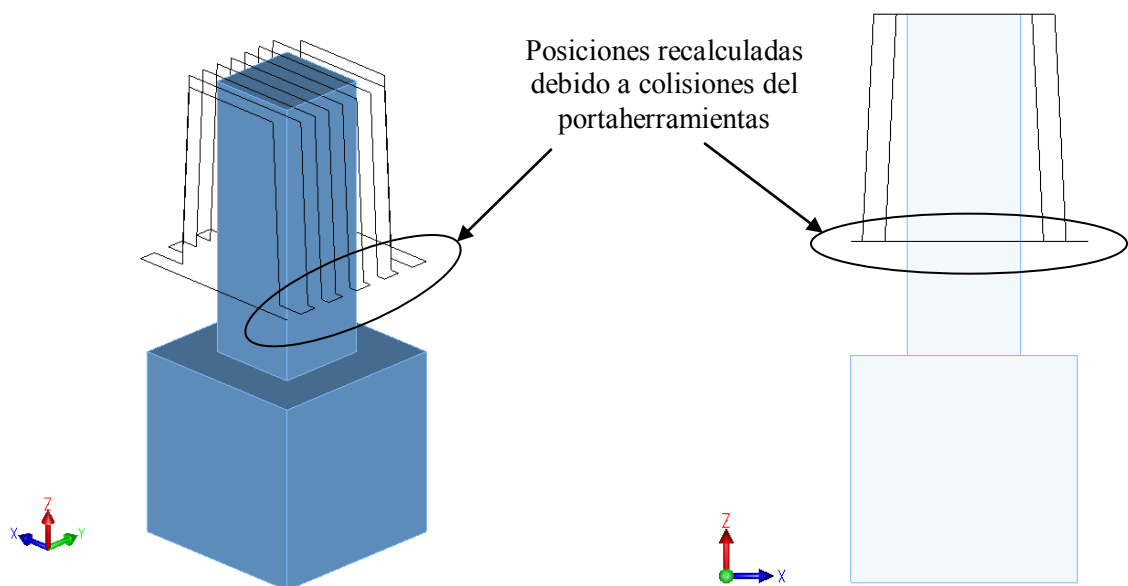 Posiciones recalculadas
debido a colisiones del
portaherramientas
Z
X
Y
Z
X